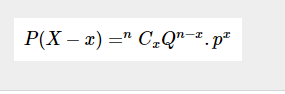 P(X − x) =ⁿ CₓQⁿ⁻ˣ.pˣ